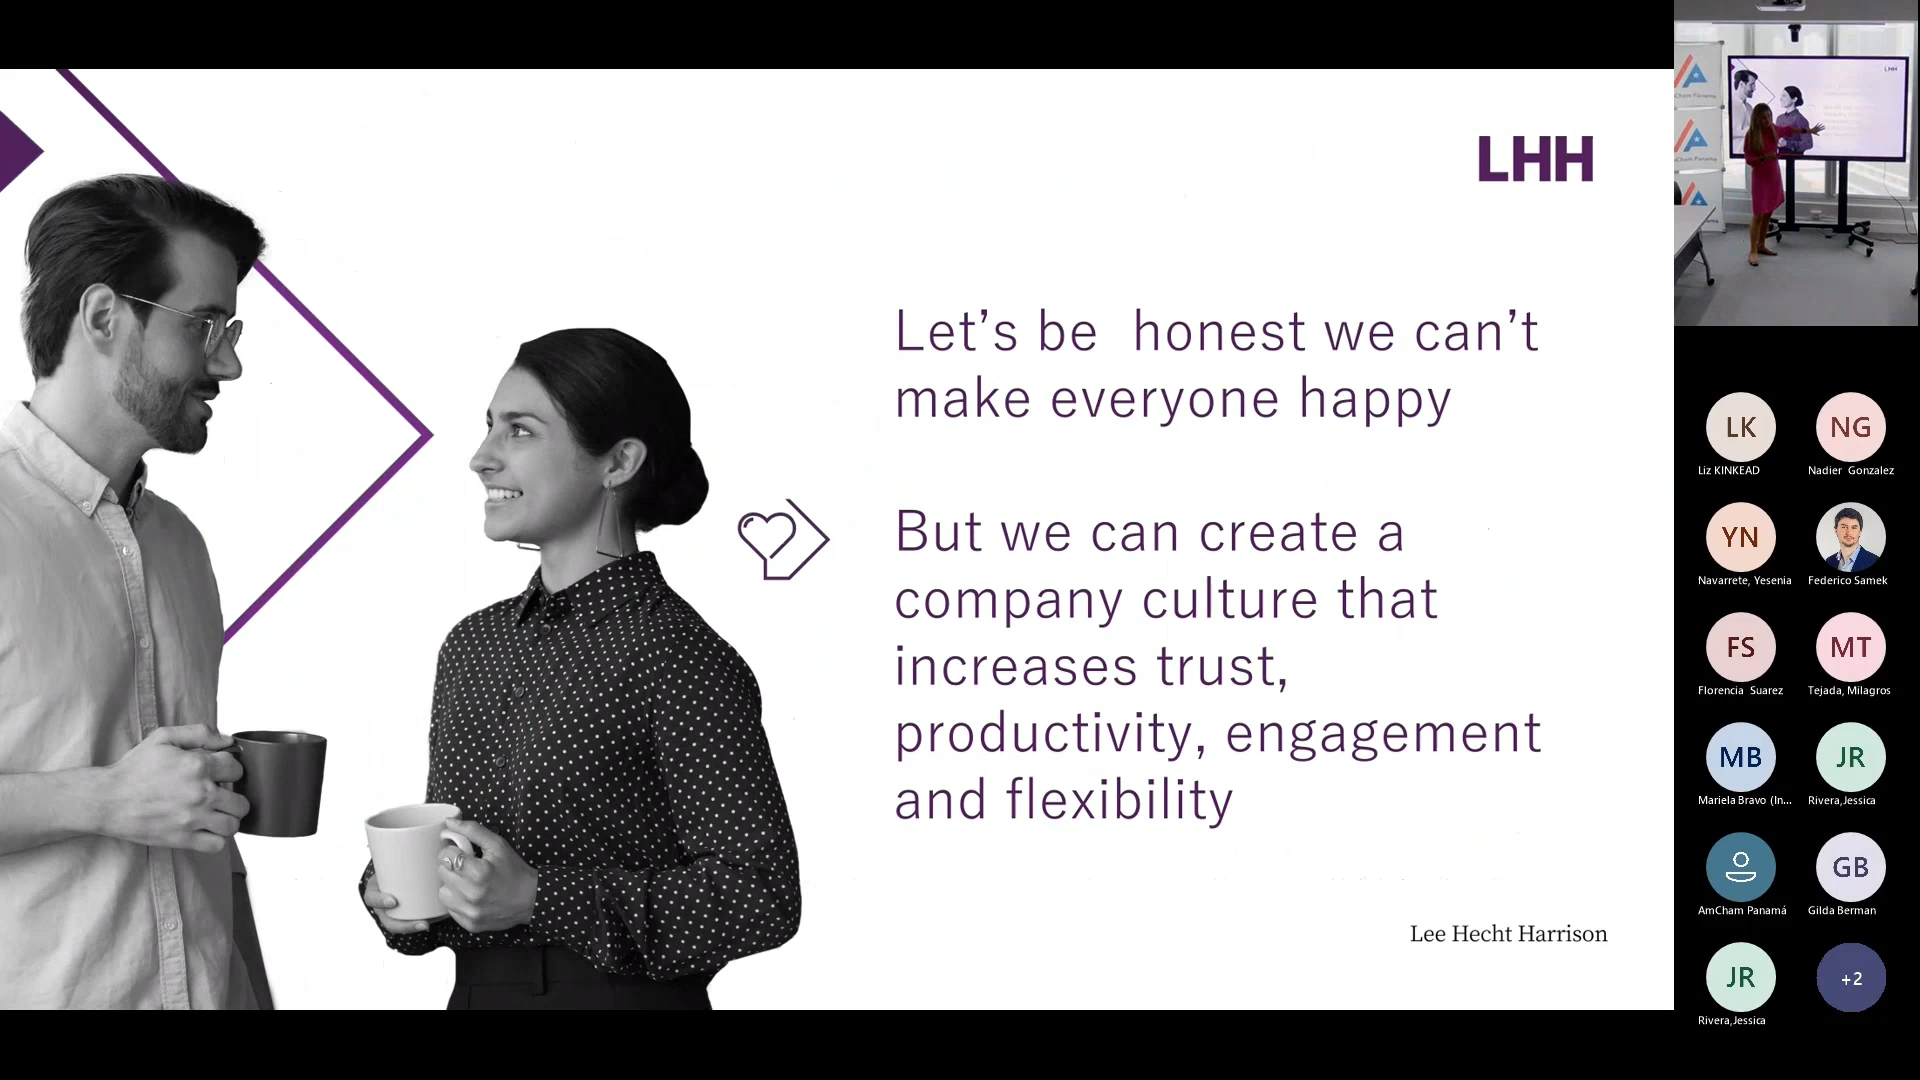 LHH
Let’s be  honest we can’t
make everyone happy
But we can create a
company culture that
increases trust,
productivity, engagement
and flexibility
Lee Hecht Harrison
LHH
LK
Liz KINKEAD
NG
Nadier Gonzalez
YN
Navarrete, Yesenia
Federico Samek
FS
Florencia Suarez
MT
Tejada, Milagros
MB
Mariela Bravo (In...
JR
Rivera,Jessica
AmCham Panamá
GB
Gilda Berman
JR
Rivera,Jessica
+2